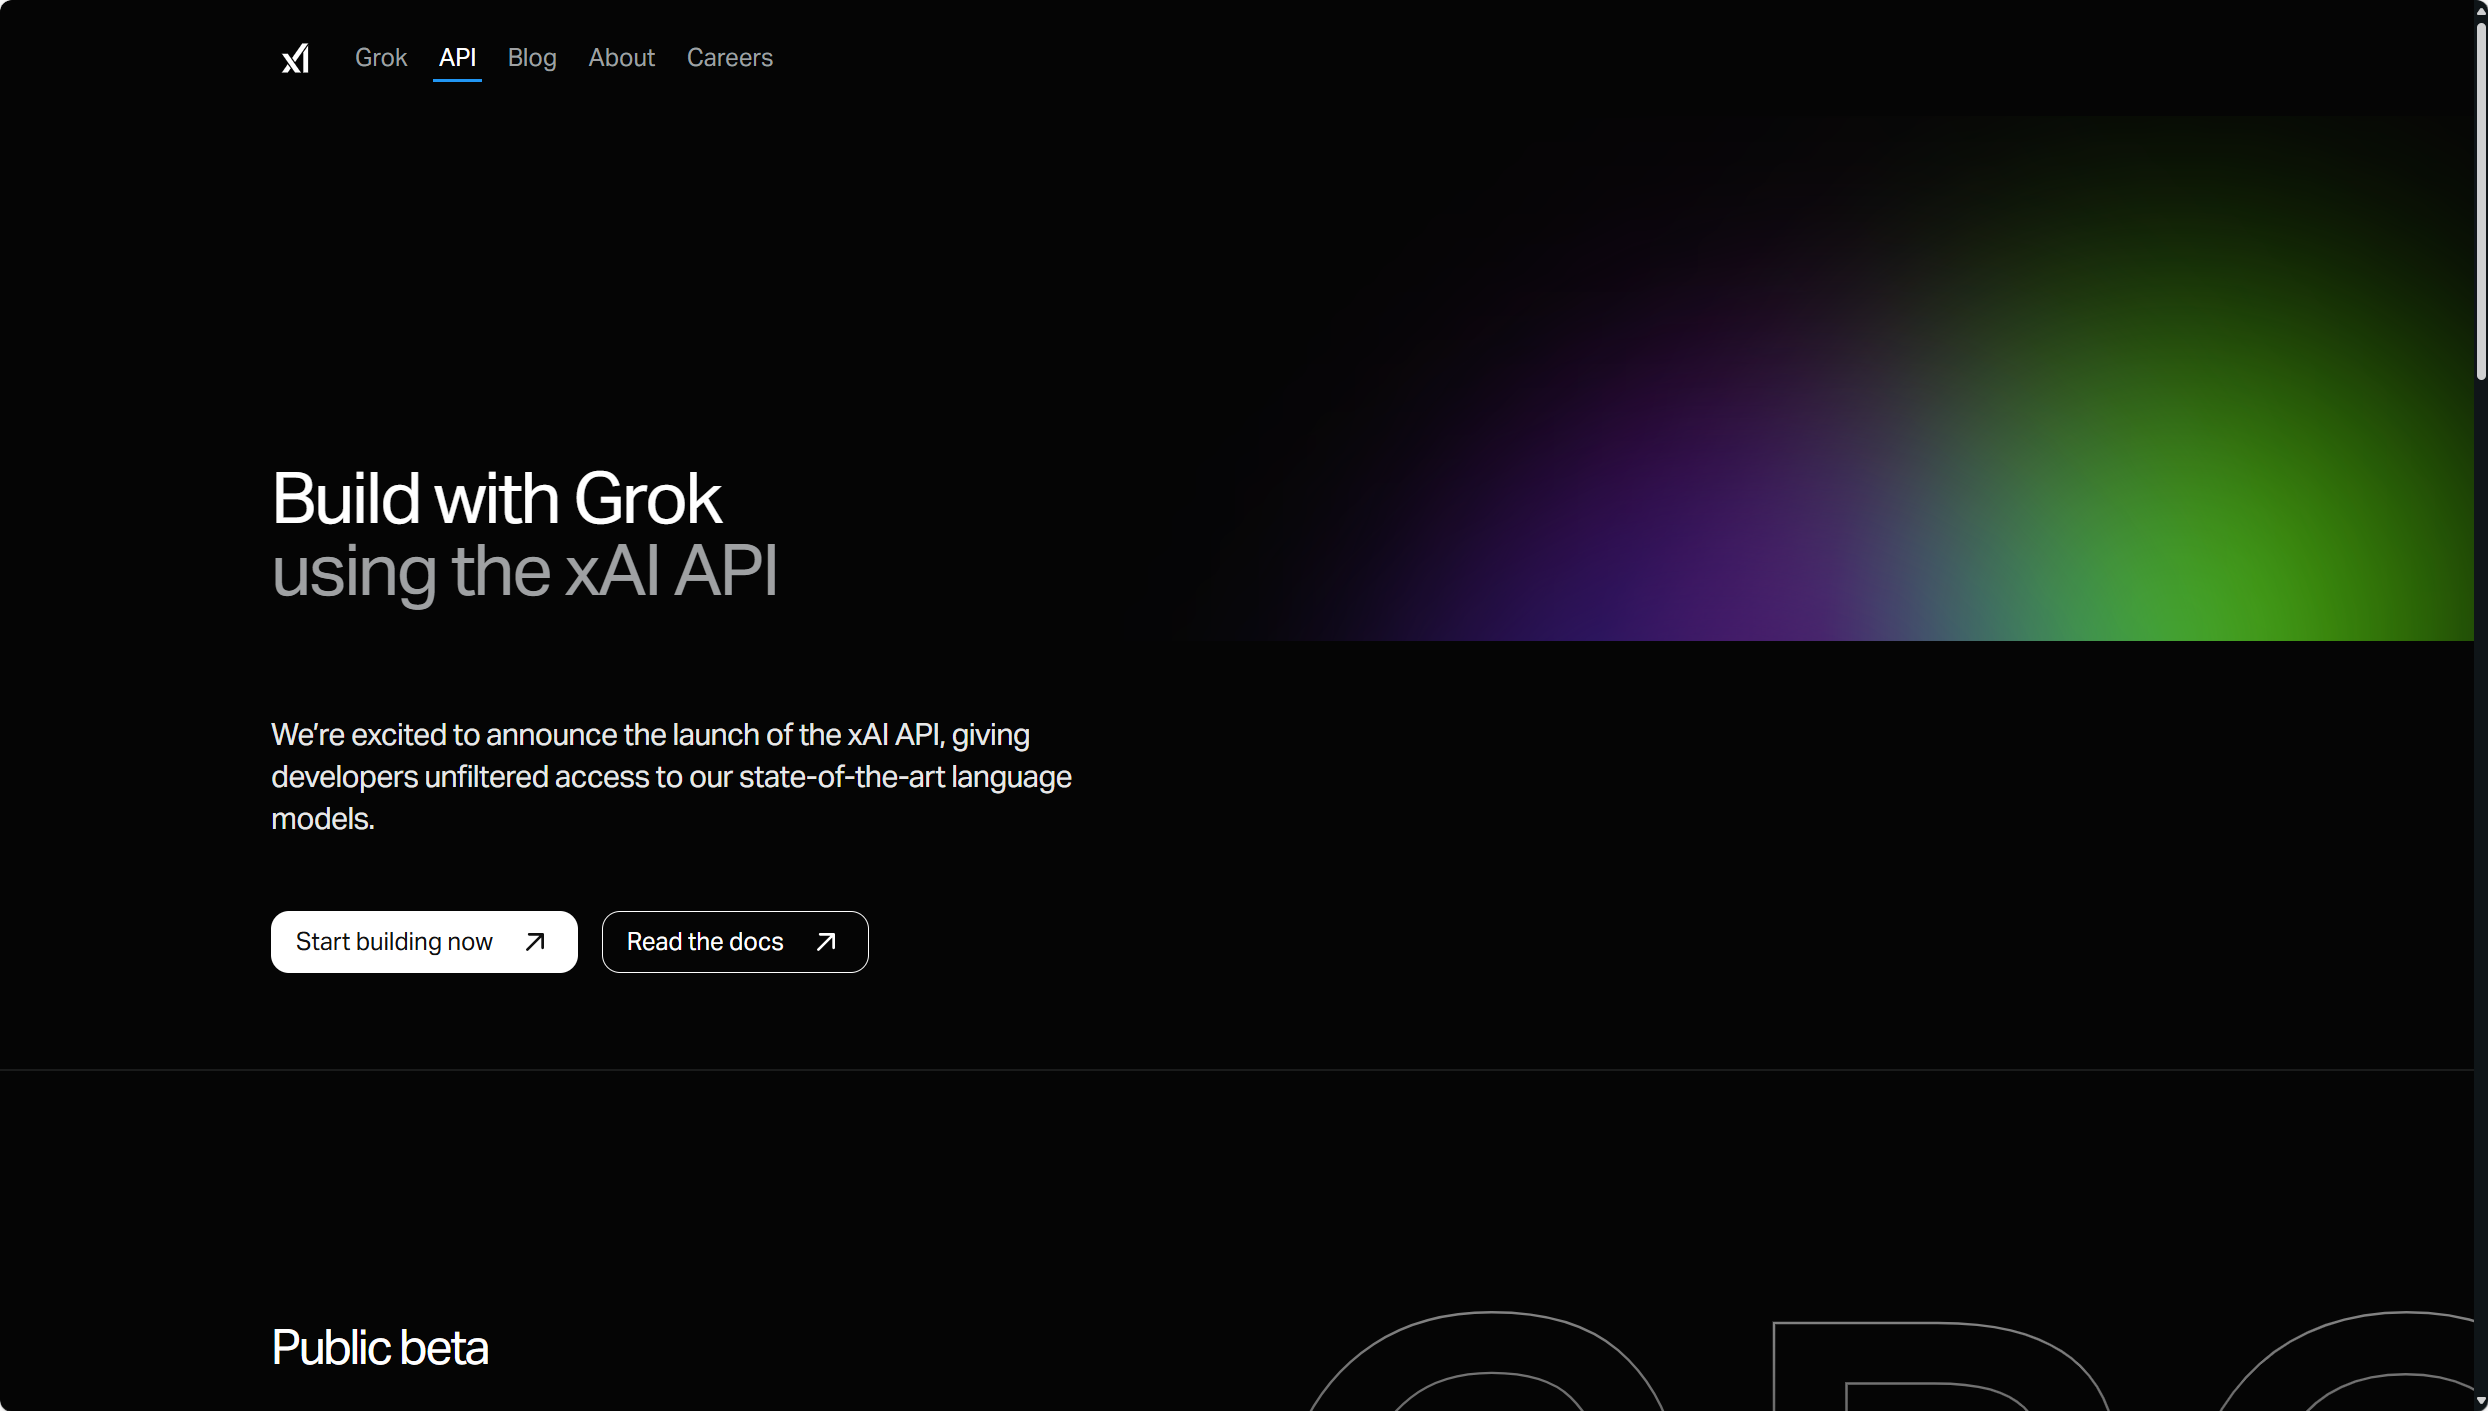 xI
Grok API Blog About Careers
Build with Grok
using the xAI API
We’re excited to announce the launch of the xAI API, giving
developers unfiltered access to our state-of-the-art language
models.
Start building now
Read the docs
Public beta